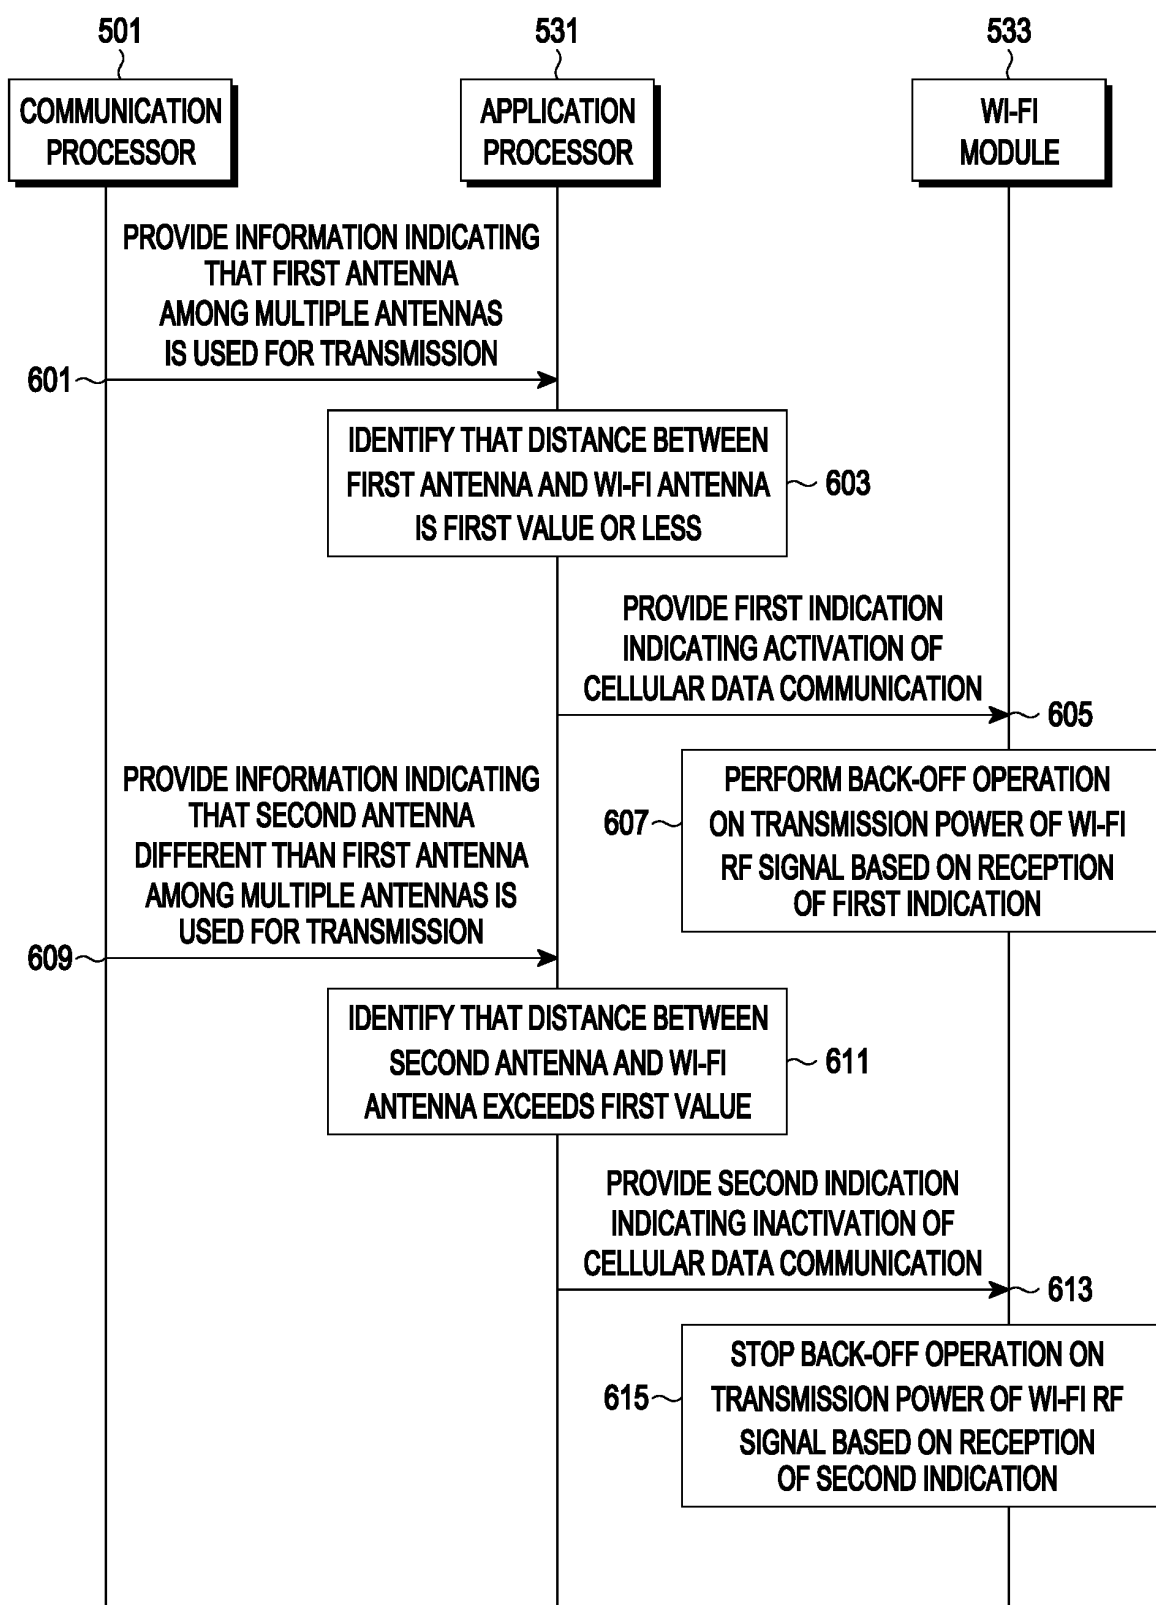 501
531
533
COMMUNICATION
PROCESSOR
APPLICATION
PROCESSOR
WI-FI
MODULE
PROVIDE INFORMATION INDICATING
THAT FIRST ANTENNA
AMONG MULTIPLE ANTENNAS
IS USED FOR TRANSMISSION
601
IDENTIFY THAT DISTANCE BETWEEN
FIRST ANTENNA AND WI-FI ANTENNA
IS FIRST VALUE OR LESS
603
PROVIDE FIRST INDICATION
INDICATING ACTIVATION OF
CELLULAR DATA COMMUNICATION
605
PERFORM BACK-OFF OPERATION
ON TRANSMISSION POWER OF WI-FI
RF SIGNAL BASED ON RECEPTION
OF FIRST INDICATION
607
PROVIDE INFORMATION INDICATING
THAT SECOND ANTENNA
DIFFERENT THAN FIRST ANTENNA
AMONG MULTIPLE ANTENNAS IS
USED FOR TRANSMISSION
609
IDENTIFY THAT DISTANCE BETWEEN
SECOND ANTENNA AND WI-FI
ANTENNA EXCEEDS FIRST VALUE
611
PROVIDE SECOND INDICATION
INDICATING INACTIVATION OF
CELLULAR DATA COMMUNICATION
613
STOP BACK-OFF OPERATION ON
TRANSMISSION POWER OF WI-FI RF
SIGNAL BASED ON RECEPTION
OF SECOND INDICATION
615